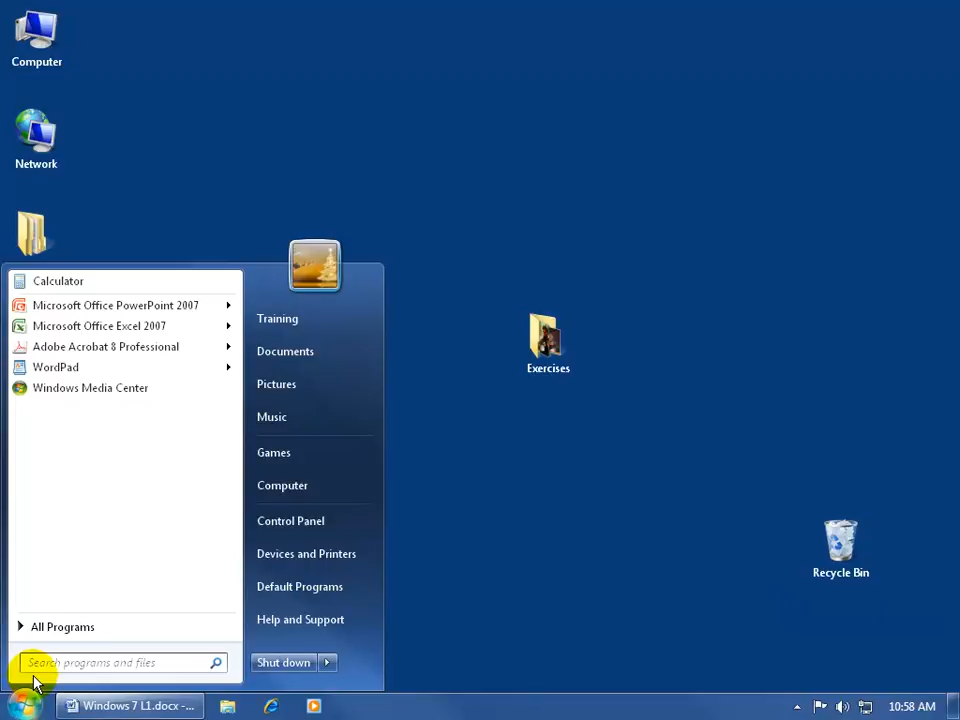 Computer
Network
Calculator
Microsoft Office PowerPoint 2007
Microsoft Office Excel 2007
Adobe Acrobat 8 Professional
WordPad
Windows Media Center
All Programs
Search programs and files
Training
Documents
Pictures
Music
Games
Computer
Control Panel
Devices and Printers
Default Programs
Help and Support
Shut down
Exercises
Recycle Bin
Windows 7 L1.docx -...
10:58 AM